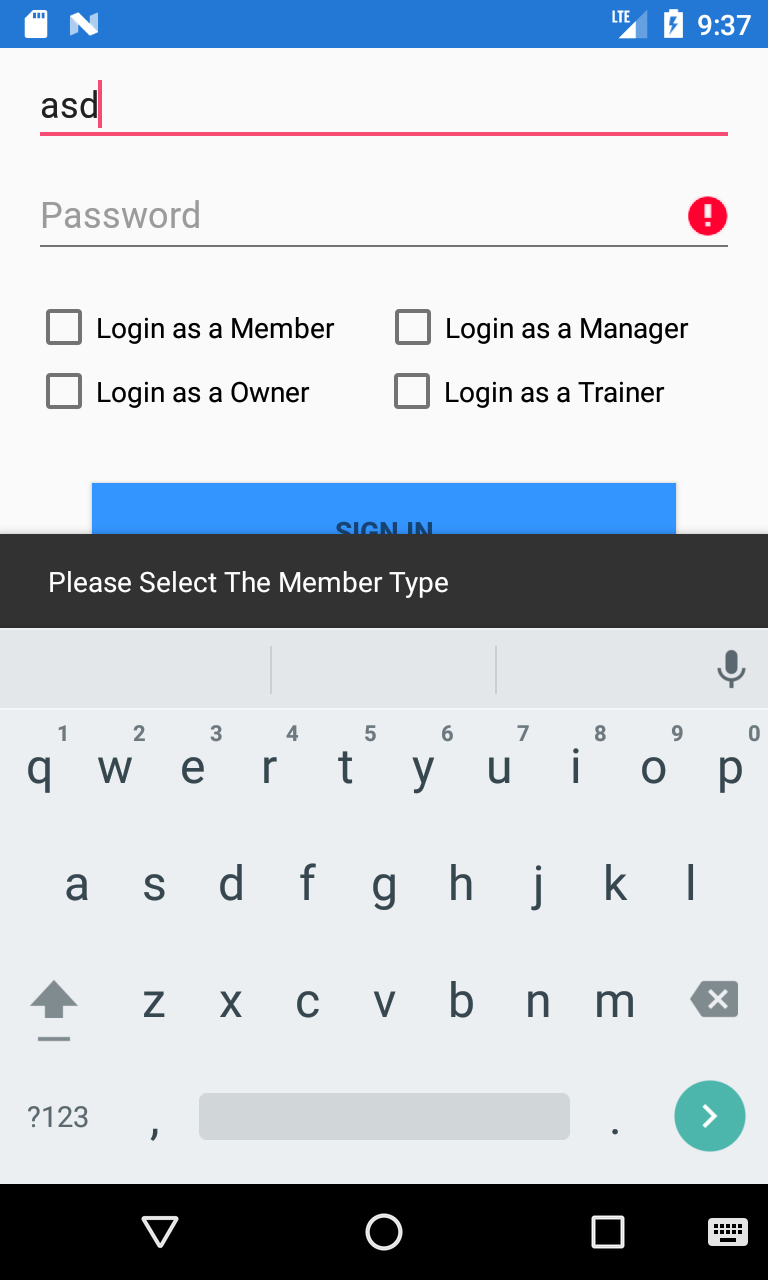 LTE 9:37
asd
Password
Login as a Member Login as a Manager
Login as a Owner Login as a Trainer
SIGN IN
Please Select The Member Type
1 2 3 4 5 6 7 8 9 0
q w e r t y u i o p
a s d f g h j k l
z x c v b n m
?123 , .